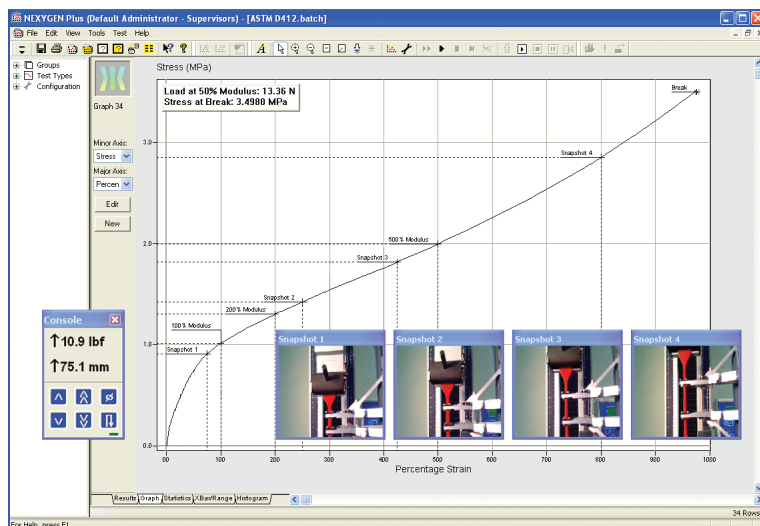 NEXYGEN Plus (Default Administrator - Supervisors) - [ASTM D412.batch]
File Edit View Tools Test Help
Groups
Test Types
Configuration
Graph 34
Minor Axis:
Stress
Major Axis:
Percen
Edit
New
Stress (MPa)
Load at 50% Modulus: 13.36 N
Stress at Break: 3.4980 MPa
Break
3.0
Snapshot 4
2.0
500% Modulus
Snapshot 3
Snapshot 2
200% Modulus
100% Modulus
1.0
Snapshot 1
0.0
Console
10.9 lbf
75.1 mm
Snapshot 1 Snapshot 2 Snapshot 3 Snapshot 4
00 100 200 300 400 500 600 700 800 900 1000
Percentage Strain
Results Graph Statistics XBar/Range Histogram
34 Rows
For Help, press F1